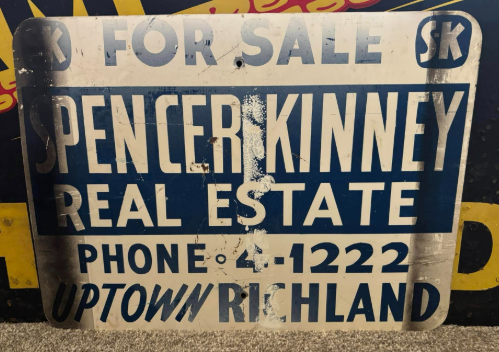 SK FOR SALE SK
SPENCER KINNEY
REAL ESTATE
PHONE 4-1222
UPTOWN RICHLAND